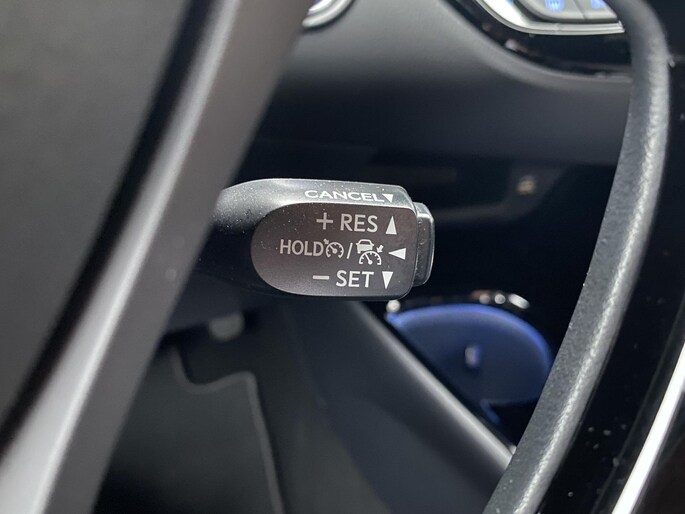 CANCEL▼
+ RES ▲
HOLD / ◀
− SET ▼